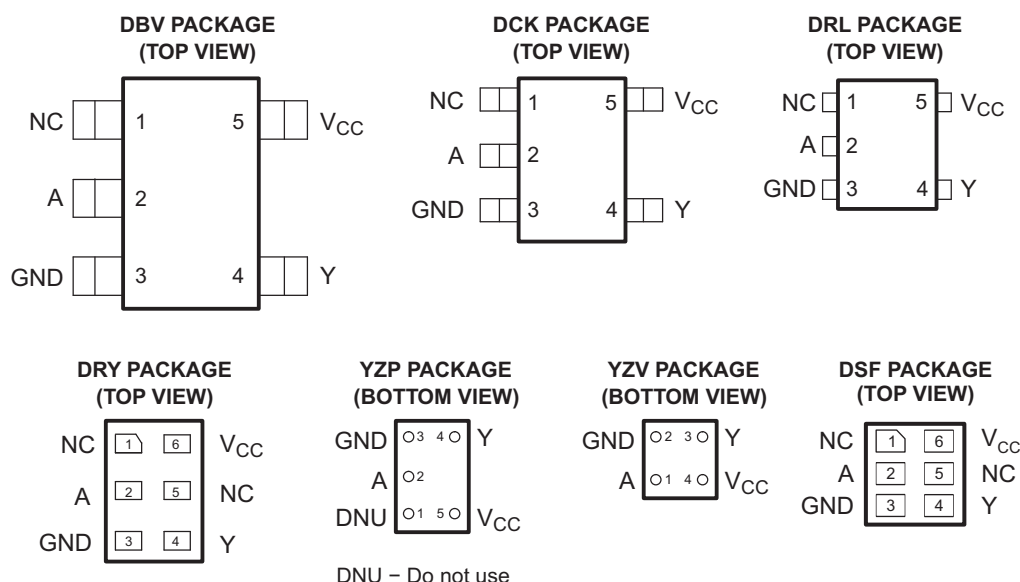 DBV PACKAGE
(TOP VIEW)
NC 1 5 VCC
A 2
GND 3 4 Y
DCK PACKAGE
(TOP VIEW)
NC 1 5 VCC
A 2
GND 3 4 Y
DRL PACKAGE
(TOP VIEW)
NC 1 5 VCC
A 2
GND 3 4 Y
DRY PACKAGE
(TOP VIEW)
NC 1 6 VCC
A 2 5 NC
GND 3 4 Y
YZP PACKAGE
(BOTTOM VIEW)
GND 3 4 Y
A 2
DNU 1 5 VCC
DNU − Do not use
YZV PACKAGE
(BOTTOM VIEW)
GND 2 3 Y
A 1 4 VCC
DSF PACKAGE
(TOP VIEW)
NC 1 6 VCC
A 2 5 NC
GND 3 4 Y